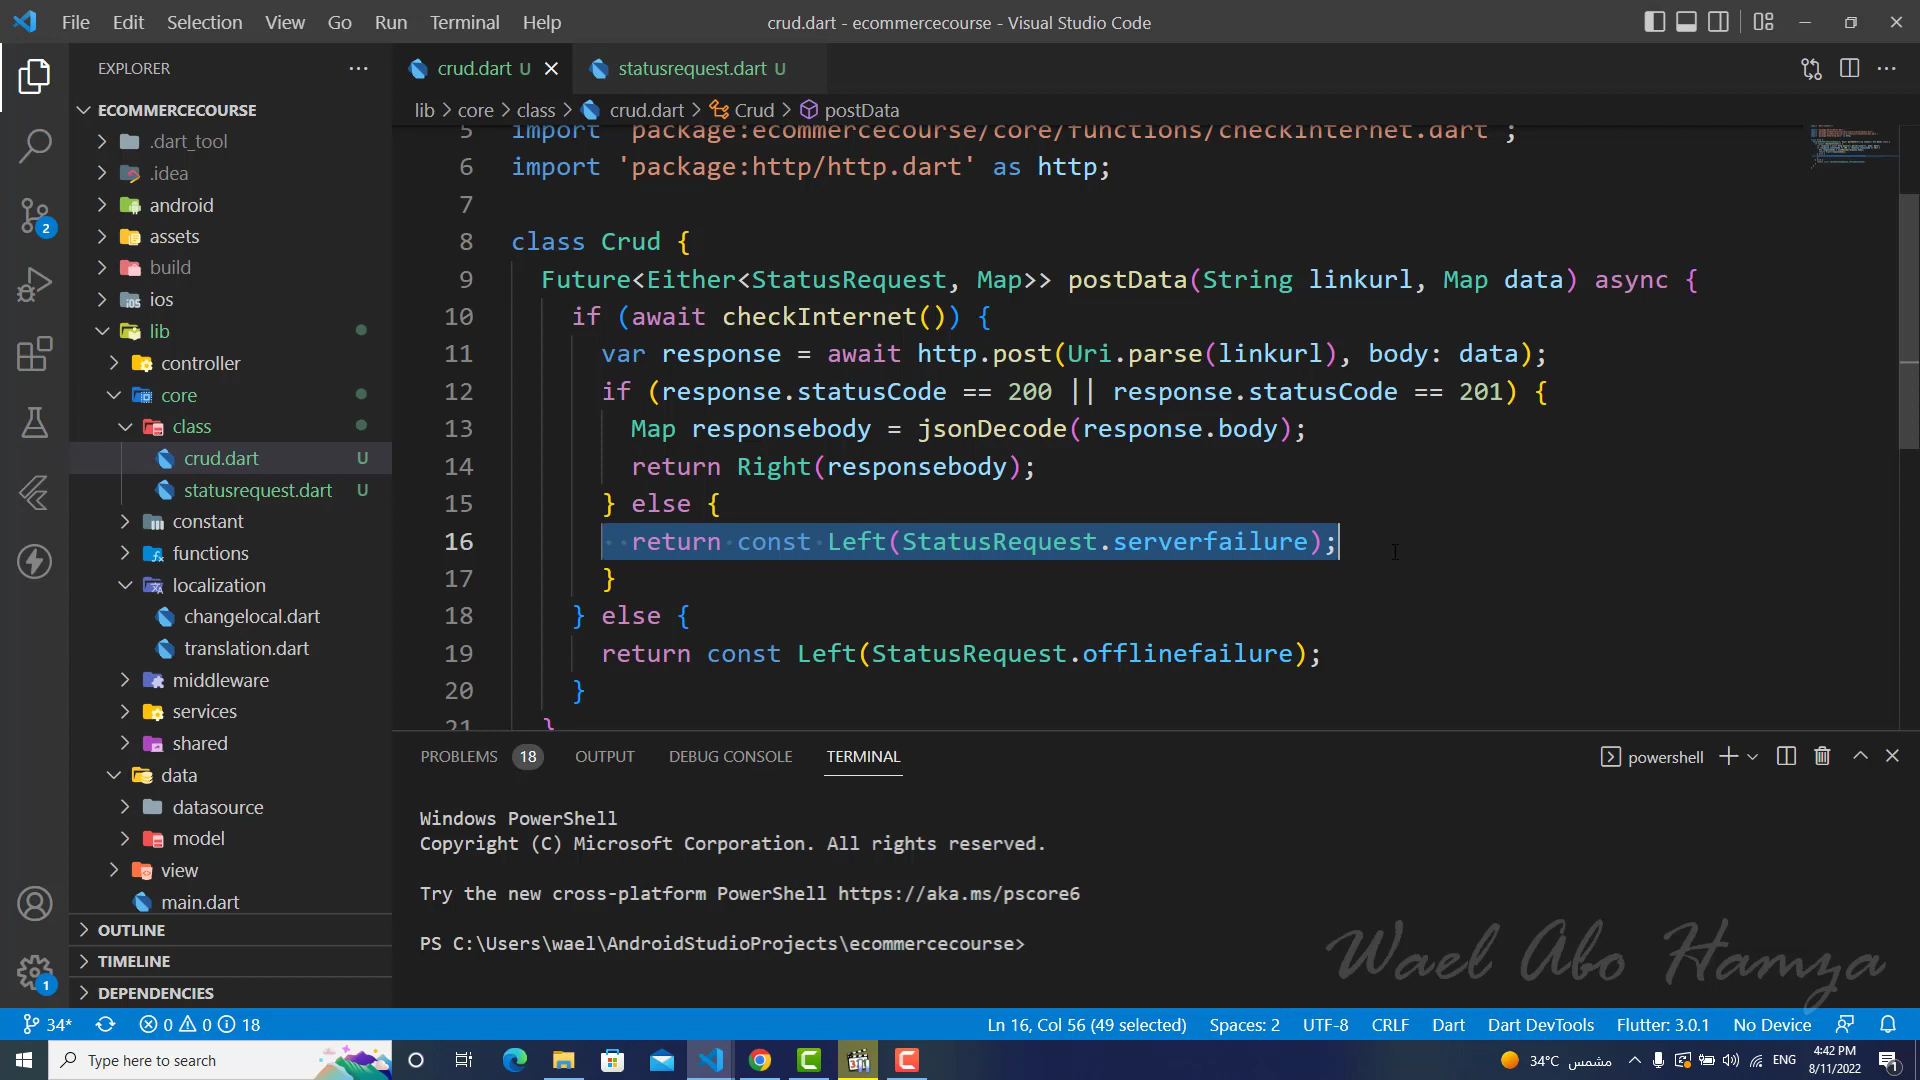 File Edit Selection View Go Run Terminal Help
crud.dart - ecommercecourse - Visual Studio Code
EXPLORER
ECOMMERCECOURSE
.dart_tool
.idea
android
assets
build
ios
lib
controller
core
class
crud.dart U
statusrequest.dart U
constant
functions
localization
changelocal.dart
translation.dart
middleware
services
shared
data
datasource
model
view
main.dart
OUTLINE
TIMELINE
DEPENDENCIES
2
1
crud.dart U
statusrequest.dart U
lib > core > class > crud.dart > Crud > postData
5 import 'package:ecommercecourse/core/functions/checkinternet.dart';
6 import 'package:http/http.dart' as http;
7
8 class Crud {
9 Future<Either<StatusRequest, Map>> postData(String linkurl, Map data) async {
10 if (await checkInternet()) {
11 var response = await http.post(Uri.parse(linkurl), body: data);
12 if (response.statusCode == 200 || response.statusCode == 201) {
13 Map responsebody = jsonDecode(response.body);
14 return Right(responsebody);
15 } else {
16 return const Left(StatusRequest.serverfailure);
17 }
18 } else {
19 return const Left(StatusRequest.offlinefailure);
20 }
21 }
PROBLEMS 18 OUTPUT DEBUG CONSOLE TERMINAL
powershell
Windows PowerShell
Copyright (C) Microsoft Corporation. All rights reserved.
Try the new cross-platform PowerShell https://aka.ms/pscore6
PS C:\Users\wael\AndroidStudioProjects\ecommercecourse>
Wael Abo Hamza
34* 0 0 18
Ln 16, Col 56 (49 selected) Spaces: 2 UTF-8 CRLF Dart Dart DevTools Flutter: 3.0.1 No Device
Type here to search
34°C مشمس
ENG
4:42 PM
8/11/2022
1